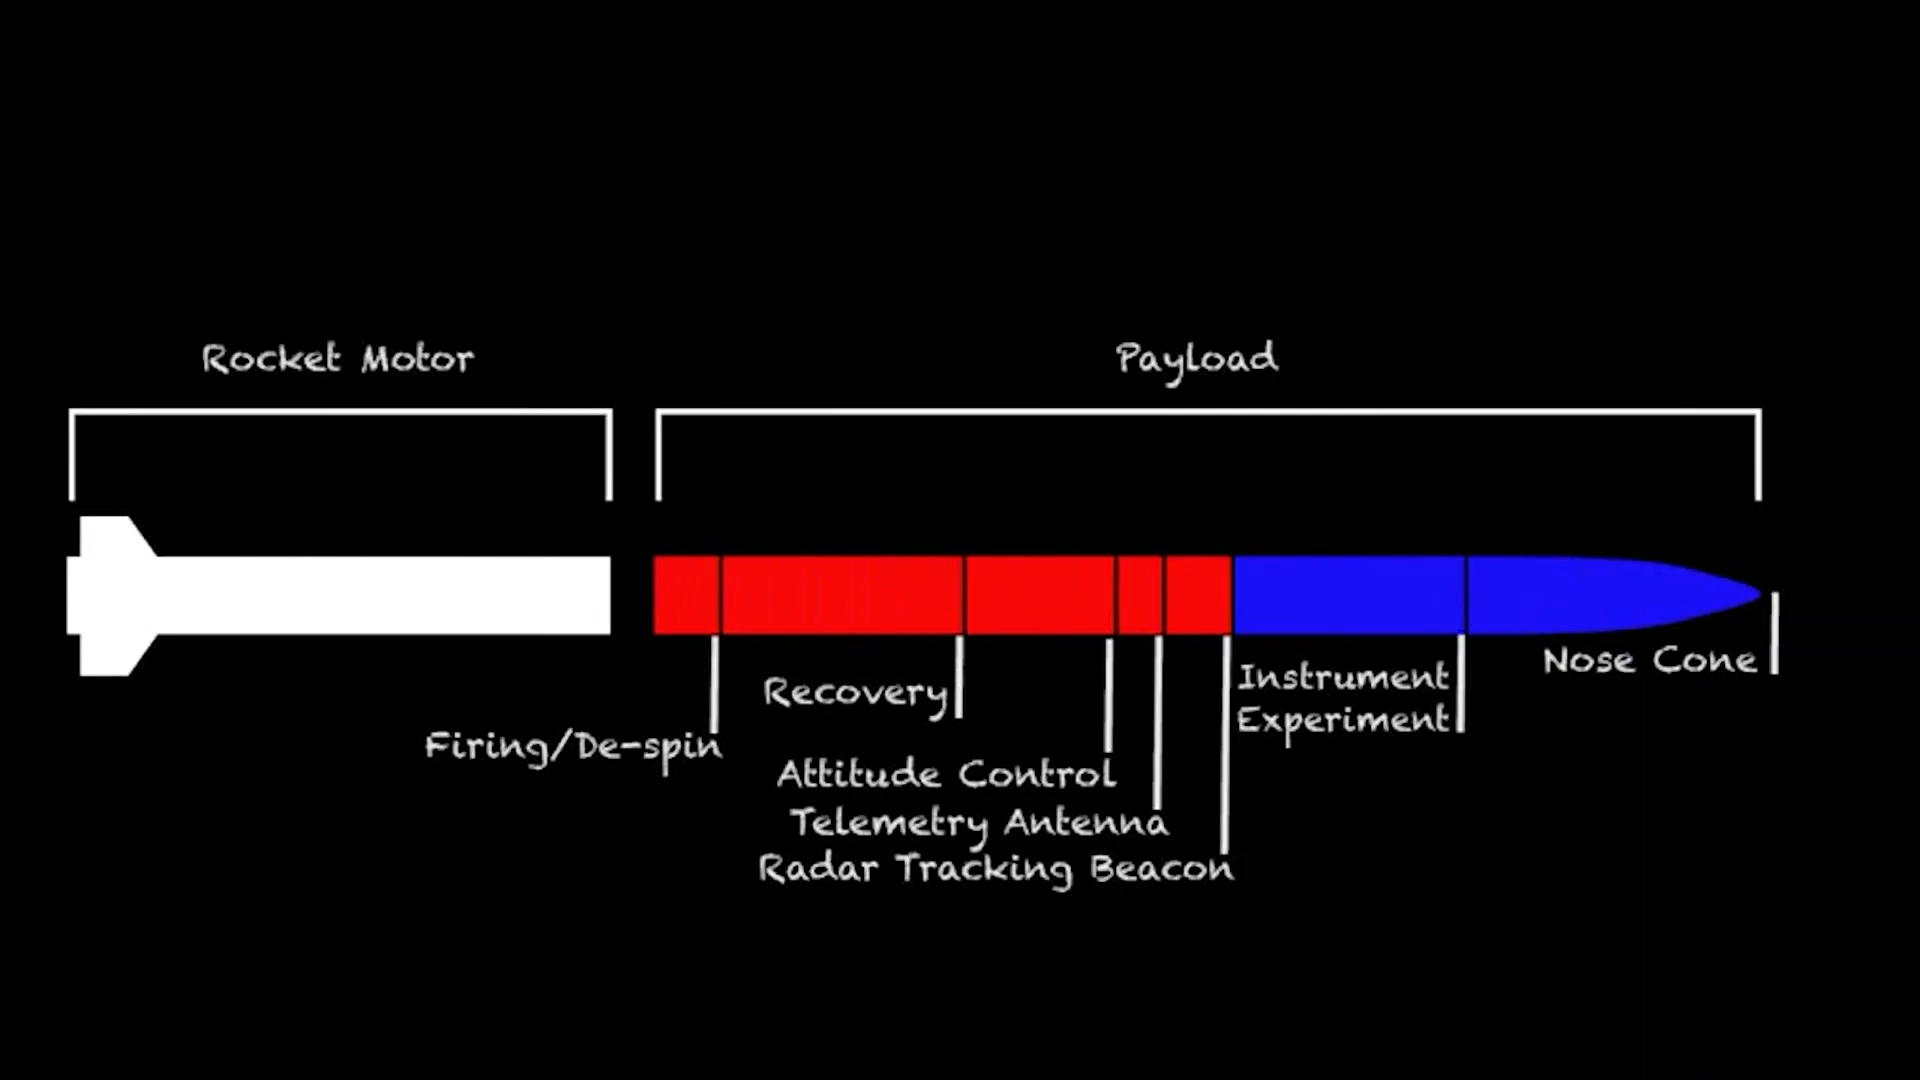 Rocket Motor
Payload
Nose Cone
Instrument
Experiment
Recovery
Firing/De-spin
Attitude Control
Telemetry Antenna
Radar Tracking Beacon